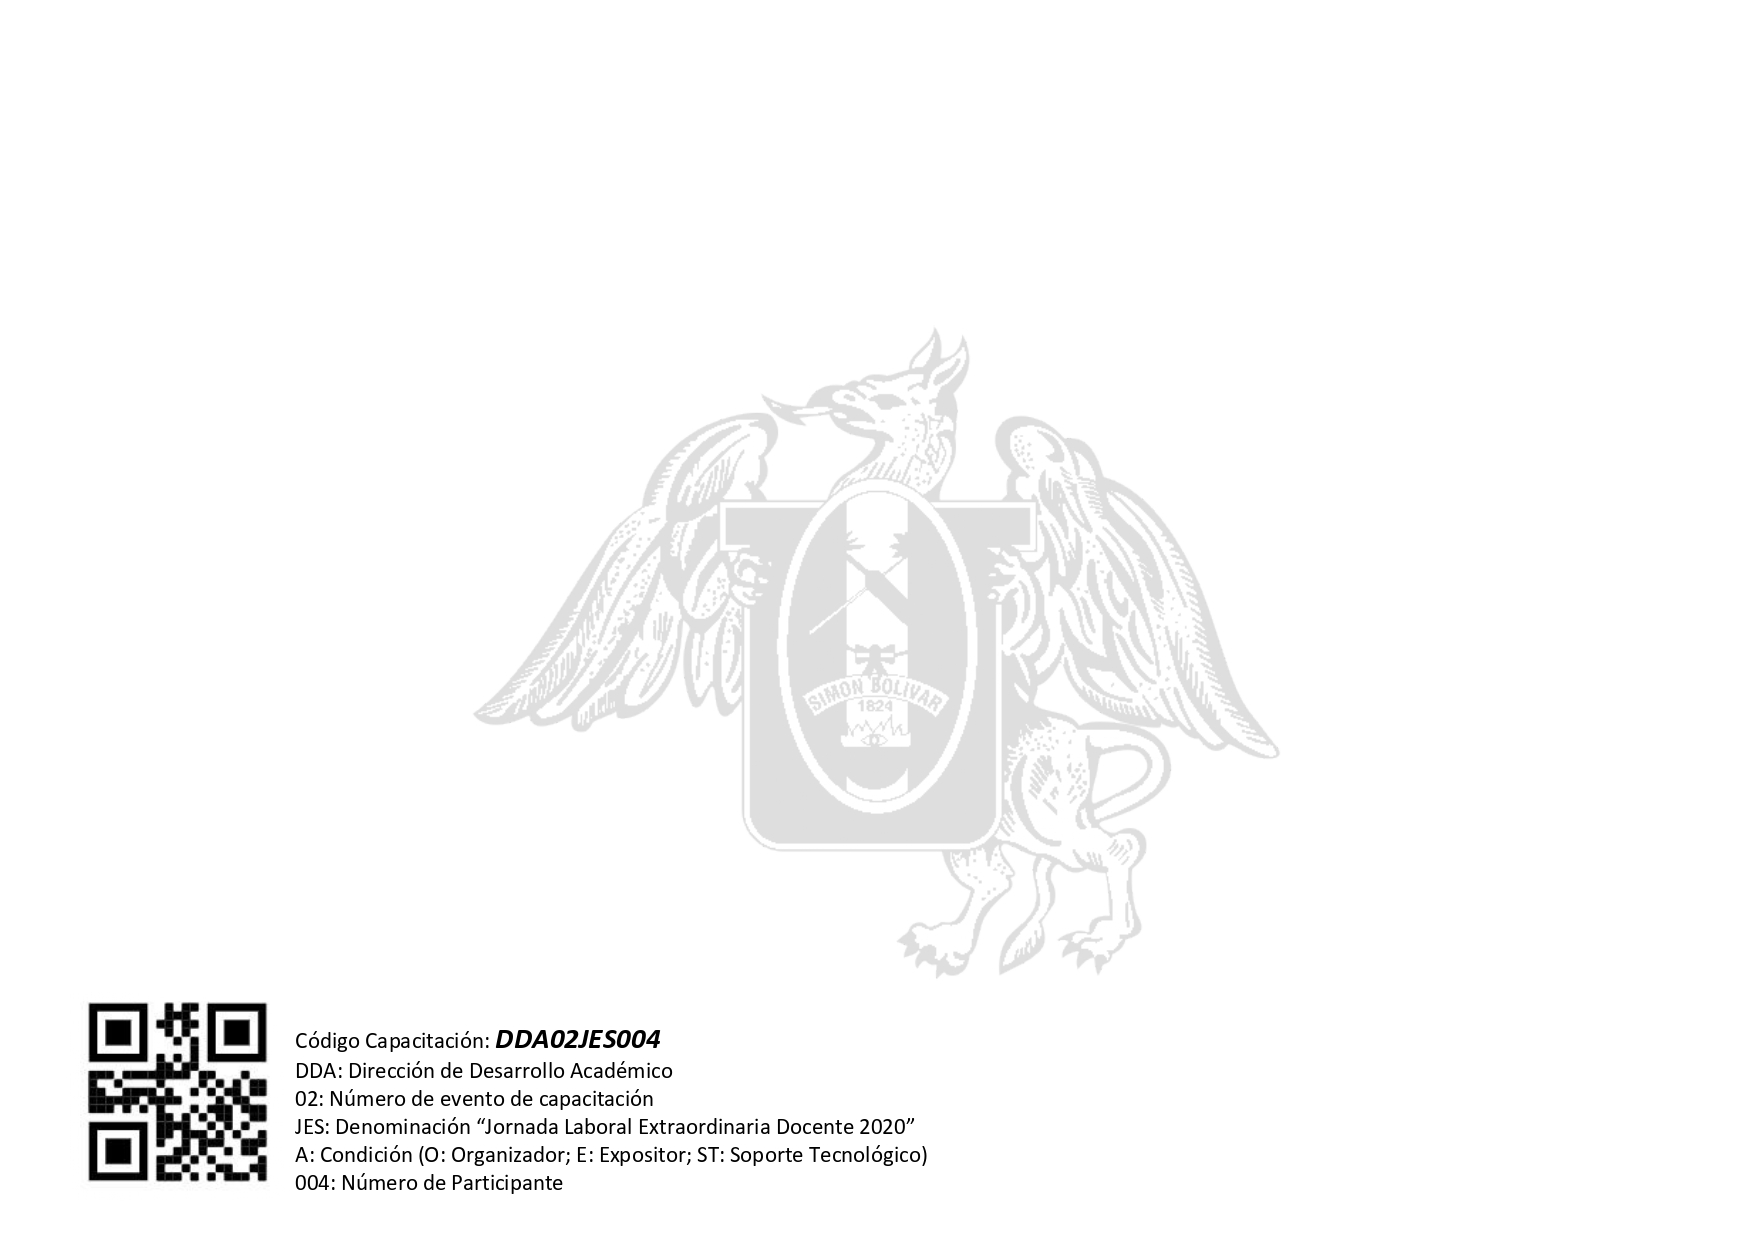 SIMON BOLIVAR
1824
Código Capacitación: DDA02JES004
DDA: Dirección de Desarrollo Académico
02: Número de evento de capacitación
JES: Denominación “Jornada Laboral Extraordinaria Docente 2020”
A: Condición (O: Organizador; E: Expositor; ST: Soporte Tecnológico)
004: Número de Participante